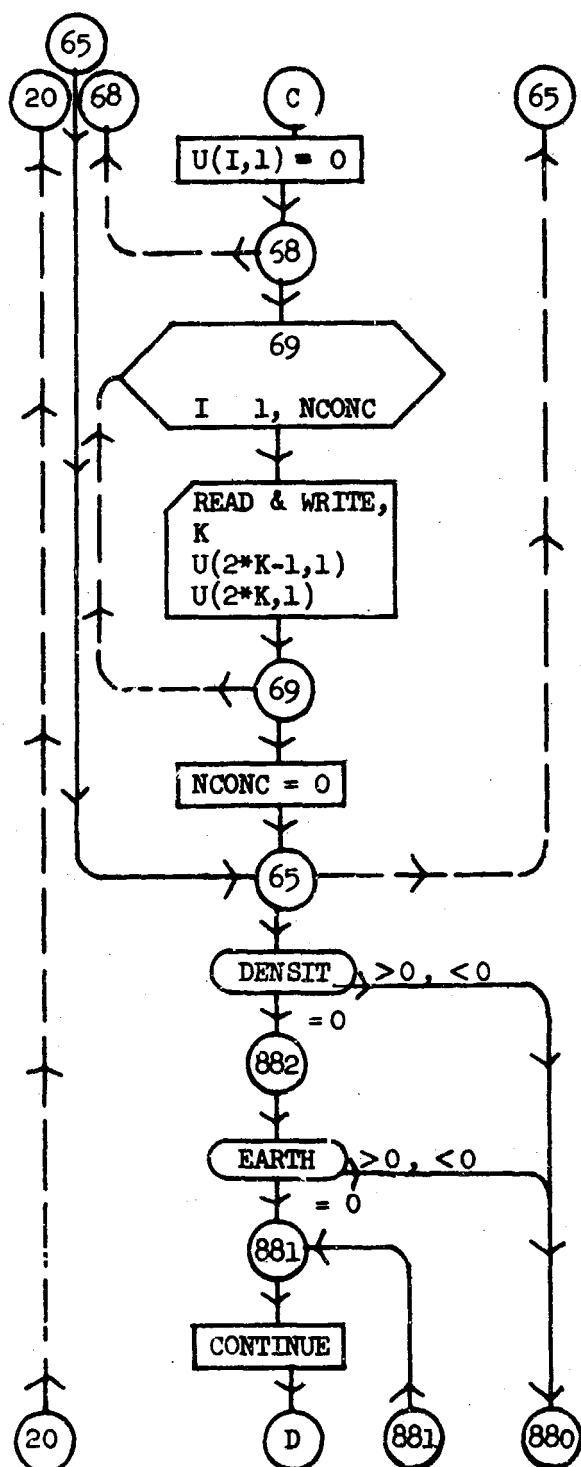 65
20
68
C
65
U(I,1) = 0
68
69
I 1, NCONC
READ & WRITE,
K
U(2*K-1,1)
U(2*K,1)
69
NCONC = 0
65
DENSIT >0, <0
= 0
882
EARTH >0, <0
= 0
881
CONTINUE
20
D
881
880